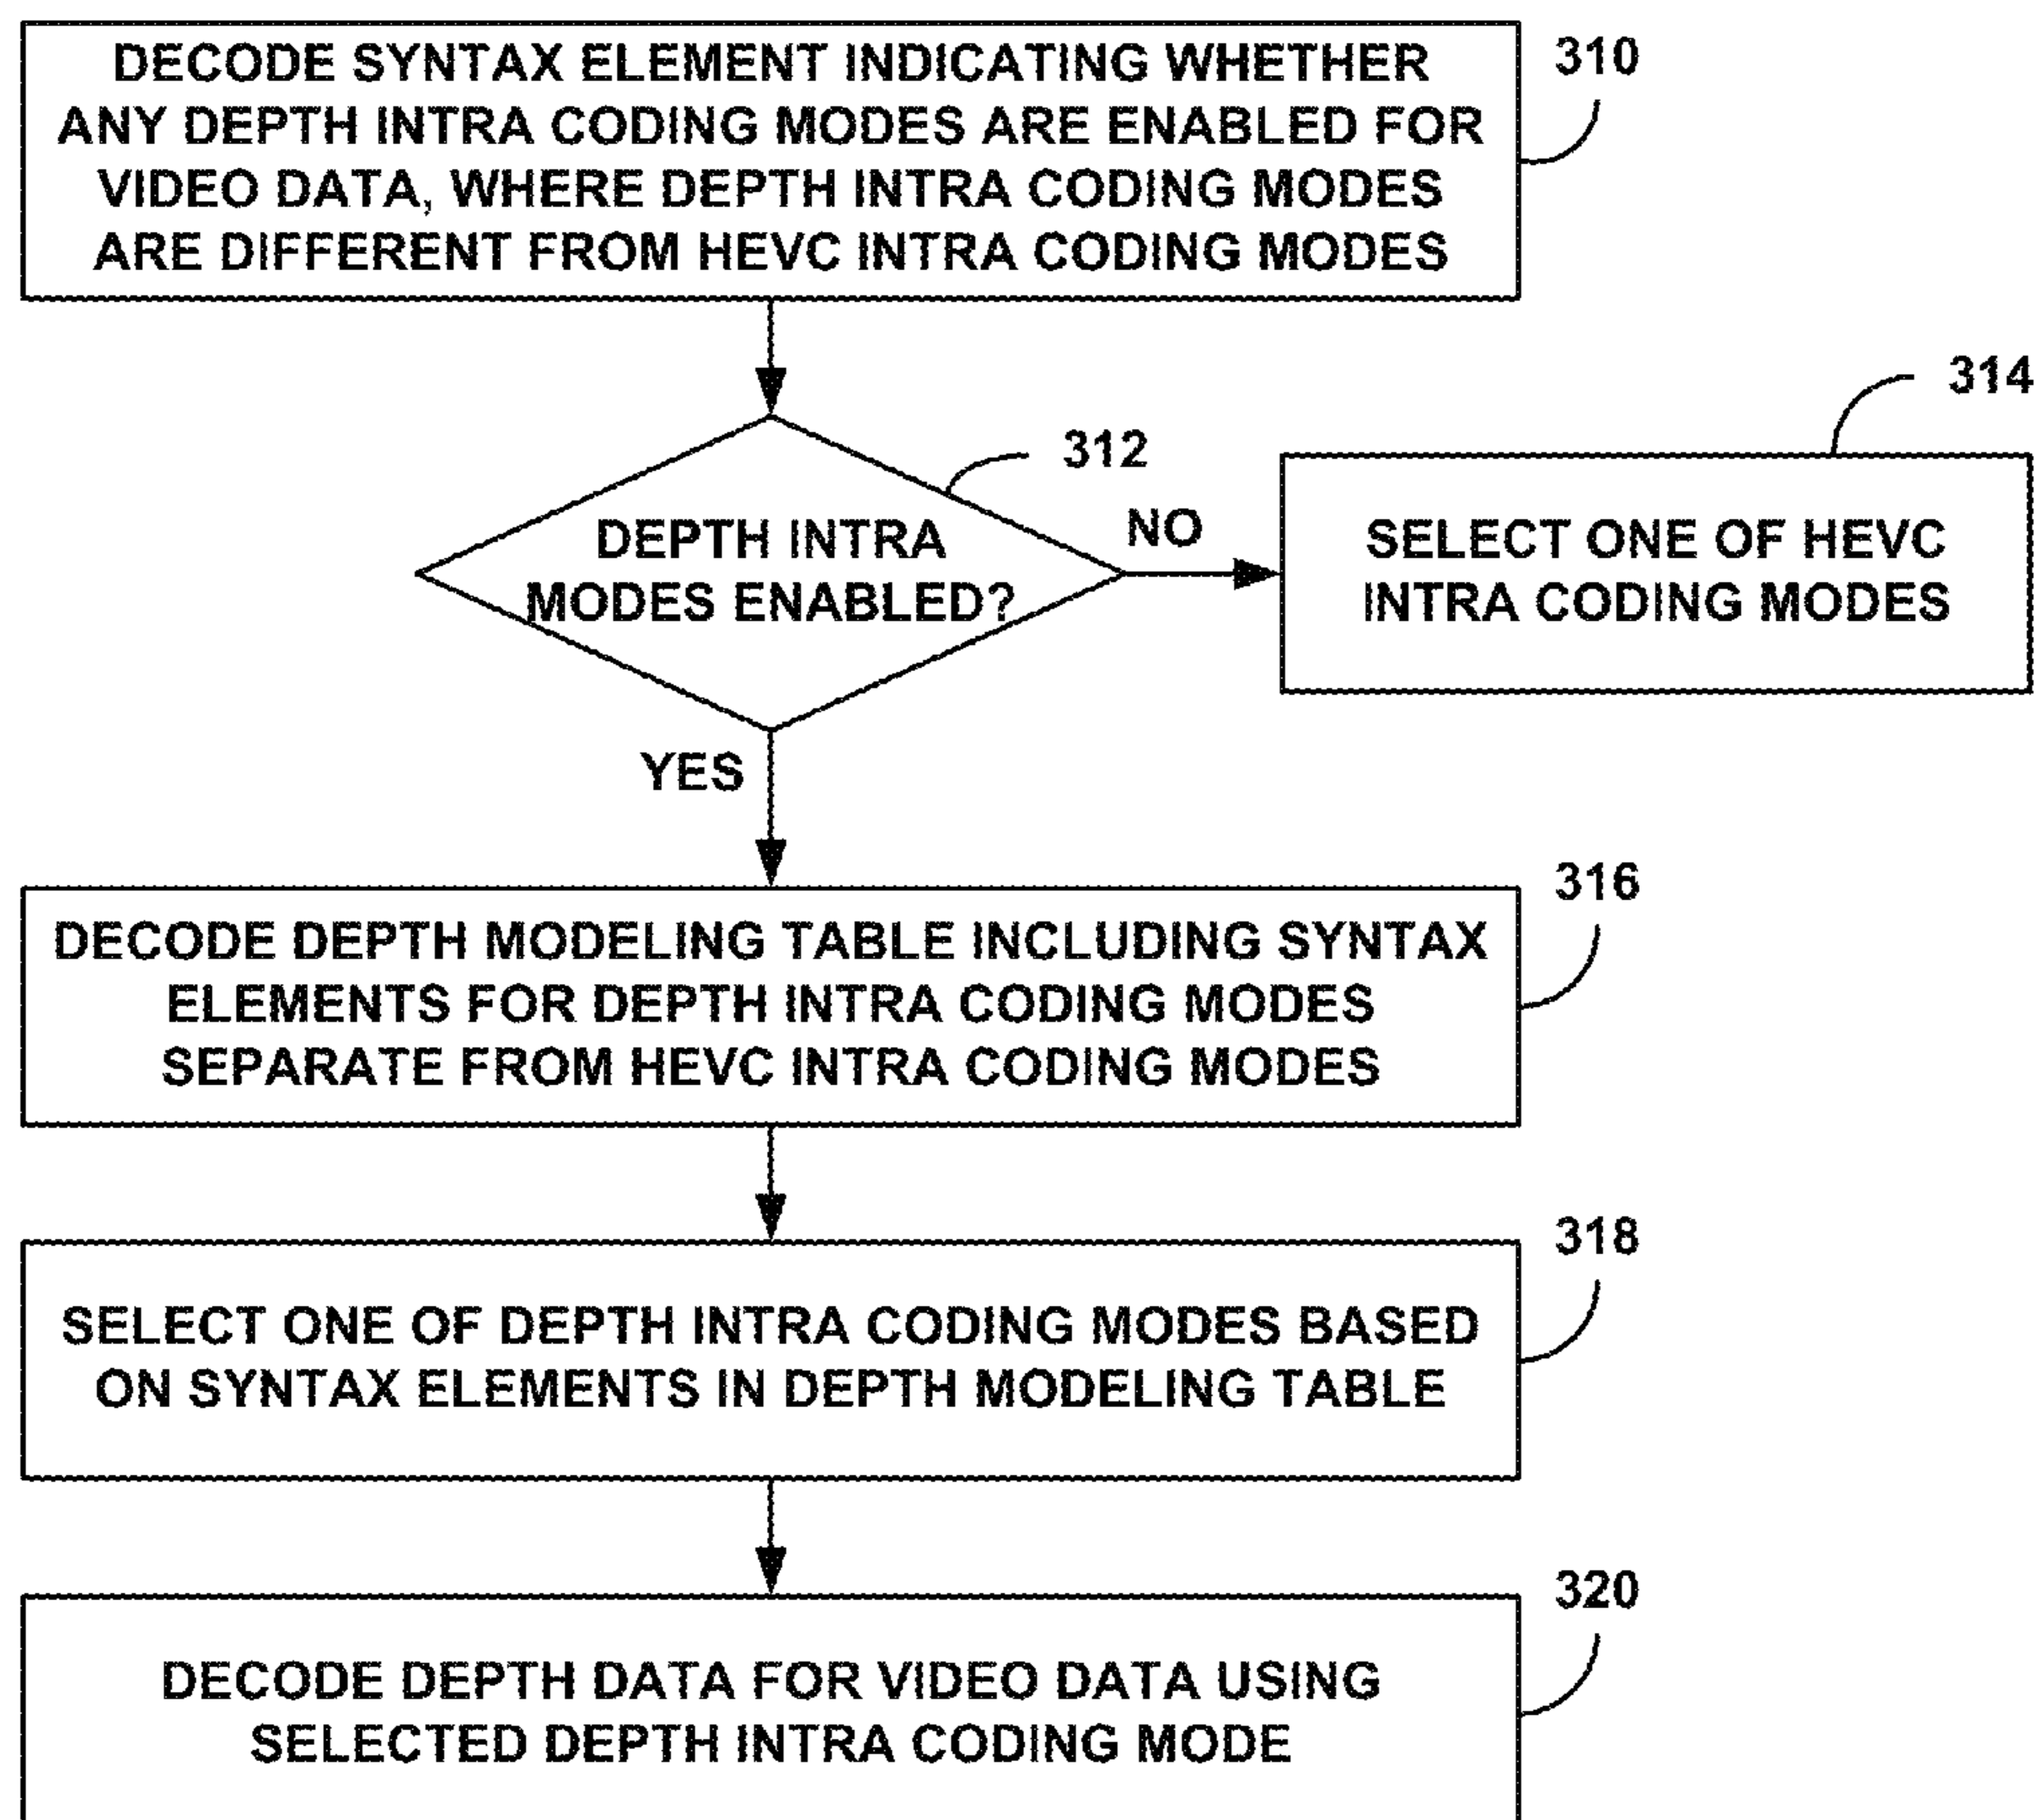 DECODE SYNTAX ELEMENT INDICATING WHETHER
ANY DEPTH INTRA CODING MODES ARE ENABLED FOR
VIDEO DATA, WHERE DEPTH INTRA CODING MODES
ARE DIFFERENT FROM HEVC INTRA CODING MODES
310
312
DEPTH INTRA
MODES ENABLED?
NO
314
SELECT ONE OF HEVC
INTRA CODING MODES
YES
316
DECODE DEPTH MODELING TABLE INCLUDING SYNTAX
ELEMENTS FOR DEPTH INTRA CODING MODES
SEPARATE FROM HEVC INTRA CODING MODES
318
SELECT ONE OF DEPTH INTRA CODING MODES BASED
ON SYNTAX ELEMENTS IN DEPTH MODELING TABLE
320
DECODE DEPTH DATA FOR VIDEO DATA USING
SELECTED DEPTH INTRA CODING MODE